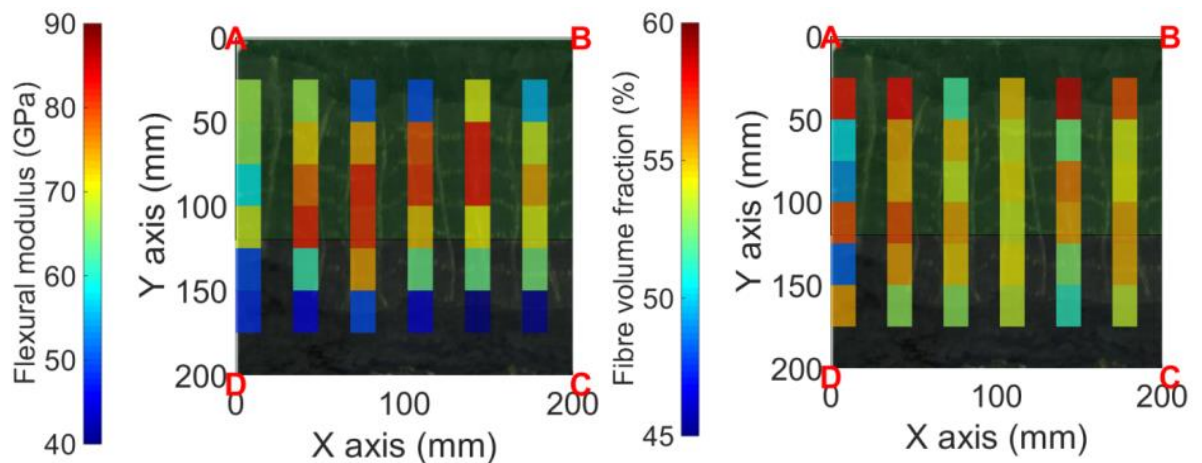 Flexural modulus (GPa)
90
80
70
60
50
40
A
B
C
D
Y axis (mm)
0
50
100
150
200
0
100
200
X axis (mm)
Fibre volume fraction (%)
60
55
50
45
A
B
C
D
Y axis (mm)
0
50
100
150
200
0
100
200
X axis (mm)